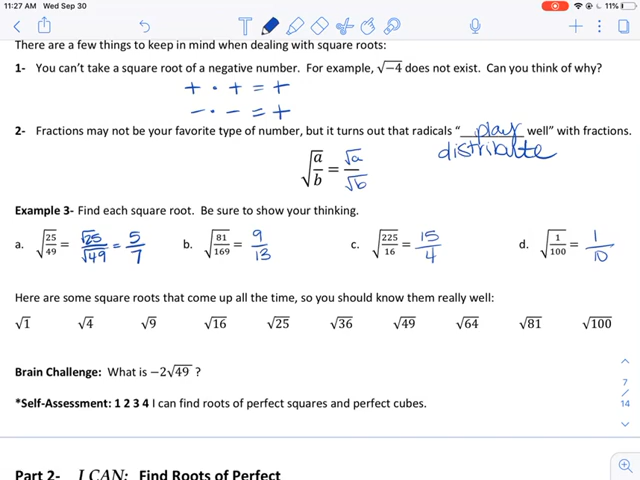 11:27 AM Wed Sep 30 11%
There are a few things to keep in mind when dealing with square roots:
1- You can't take a square root of a negative number. For example, √−4 does not exist. Can you think of why?
+ · + = +
− · − = +
2- Fractions may not be your favorite type of number, but it turns out that radicals "__play__ well" with fractions.
distribute
√(a/b) = √a/√b
Example 3- Find each square root. Be sure to show your thinking.
a. √(25/49) = √25/√49 = 5/7 b. √(81/169) = 9/13 c. √(225/16) = 15/4 d. √(1/100) = 1/10
Here are some square roots that come up all the time, so you should know them really well:
√1 √4 √9 √16 √25 √36 √49 √64 √81 √100
Brain Challenge: What is −2√49 ?
7
/
14
*Self-Assessment: 1 2 3 4 I can find roots of perfect squares and perfect cubes.
Part 2- I CAN: Find Roots of Perfect